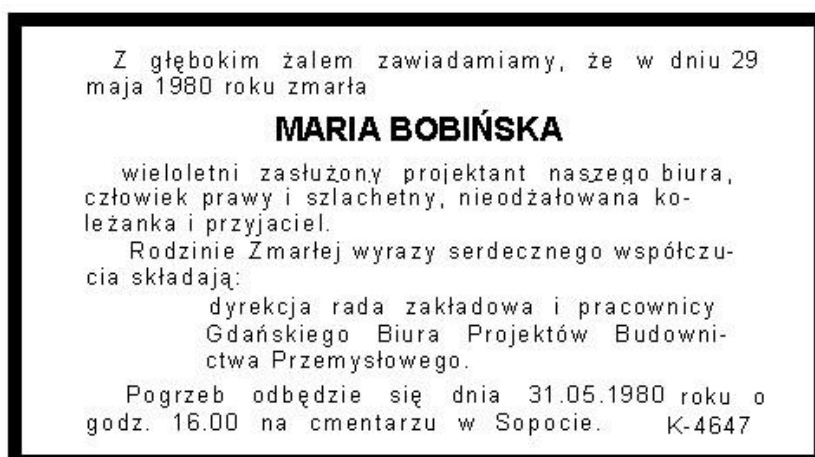 Z głębokim żalem zawiadamiamy, że w dniu 29
maja 1980 roku zmarła
MARIA BOBIŃSKA
wieloletni zasłużony projektant naszego biura,
człowiek prawy i szlachetny, nieodżałowana ko-
leżanka i przyjaciel.
Rodzinie Zmarłej wyrazy serdecznego współczu-
cia składają:
dyrekcja rada zakładowa i pracownicy
Gdańskiego Biura Projektów Budowni-
ctwa Przemysłowego.
Pogrzeb odbędzie się dnia 31.05.1980 roku o
godz. 16.00 na cmentarzu w Sopocie. K-4647